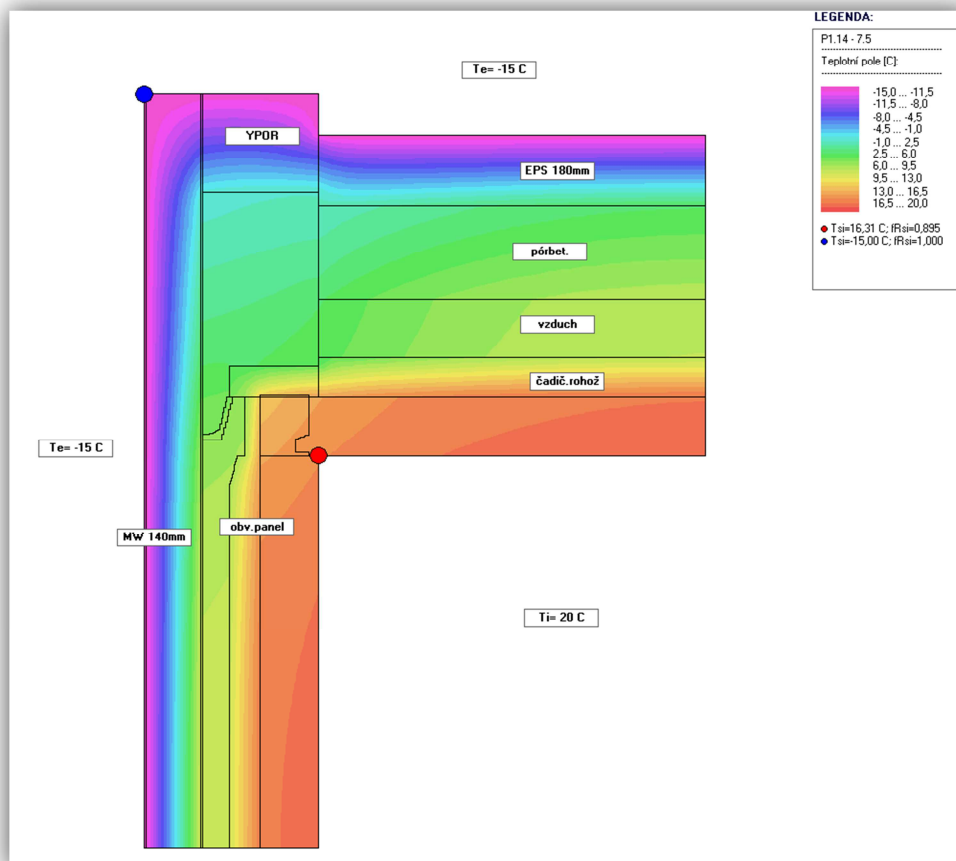 LEGENDA:
P1.14 - 7.5
Teplotní pole [C]:
-15,0 ... -11,5
-11,5 ... -8,0
-8,0 ... -4,5
-4,5 ... -1,0
-1,0 ... 2,5
2,5 ... 6,0
6,0 ... 9,5
9,5 ... 13,0
13,0 ... 16,5
16,5 ... 20,0
Tsi=16,31 C; fRsi=0,895
Tsi=-15,00 C; fRsi=1,000
Te= -15 C
YPOR
EPS 180mm
pórbet.
vzduch
čadič.rohož
Te= -15 C
obv.panel
MW 140mm
Ti= 20 C